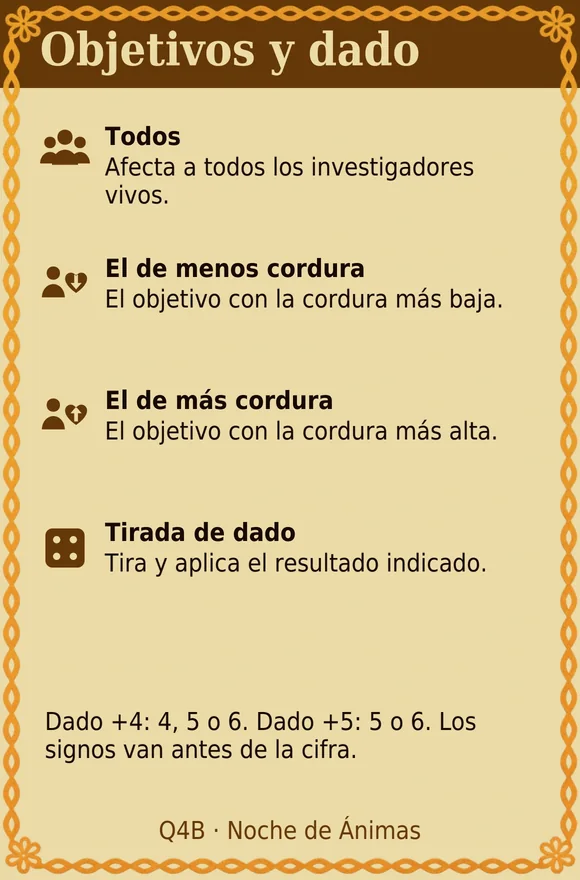 Objetivos y dado
Todos
Afecta a todos los investigadores
vivos.
El de menos cordura
El objetivo con la cordura más baja.
El de más cordura
El objetivo con la cordura más alta.
Tirada de dado
Tira y aplica el resultado indicado.
Dado +4: 4, 5 o 6. Dado +5: 5 o 6. Los
signos van antes de la cifra.
Q4B · Noche de Ánimas